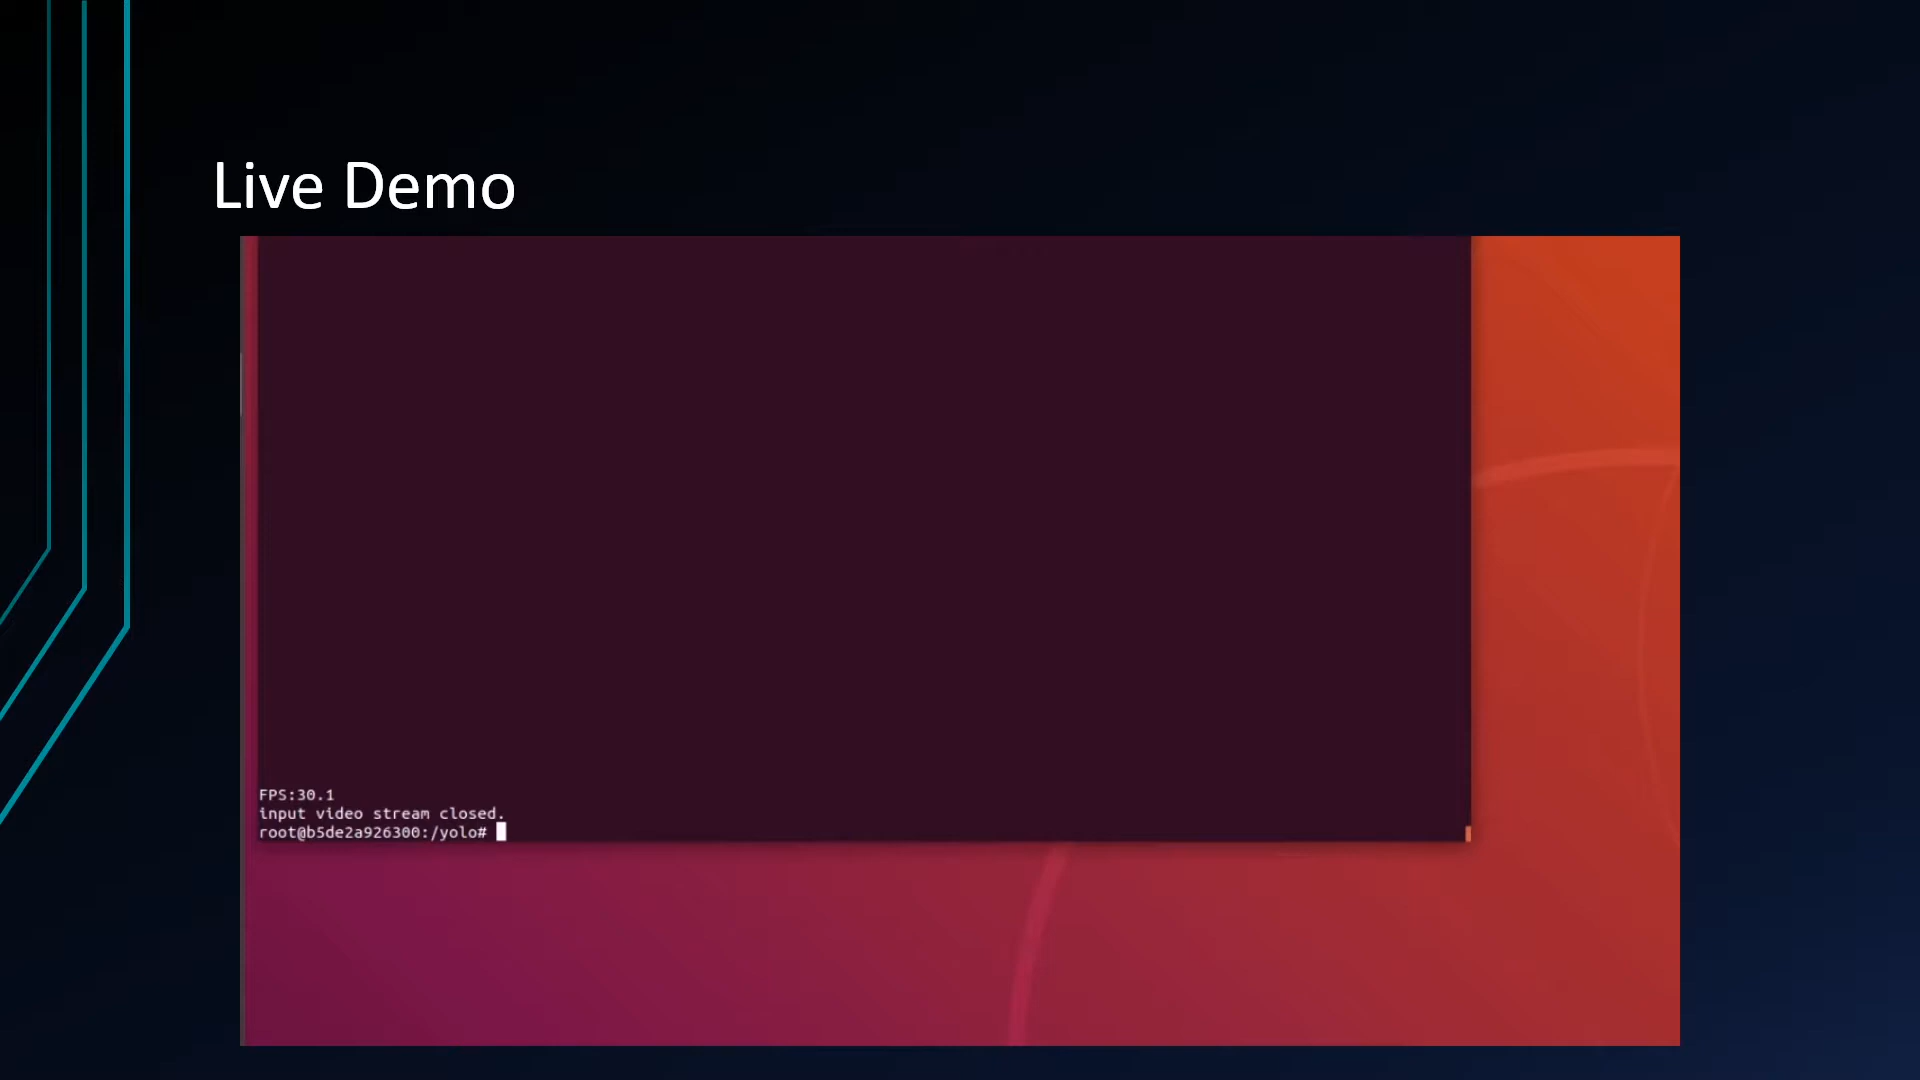 Live Demo
FPS:30.1
input video stream closed.
root@b5de2a926300:/yolo#